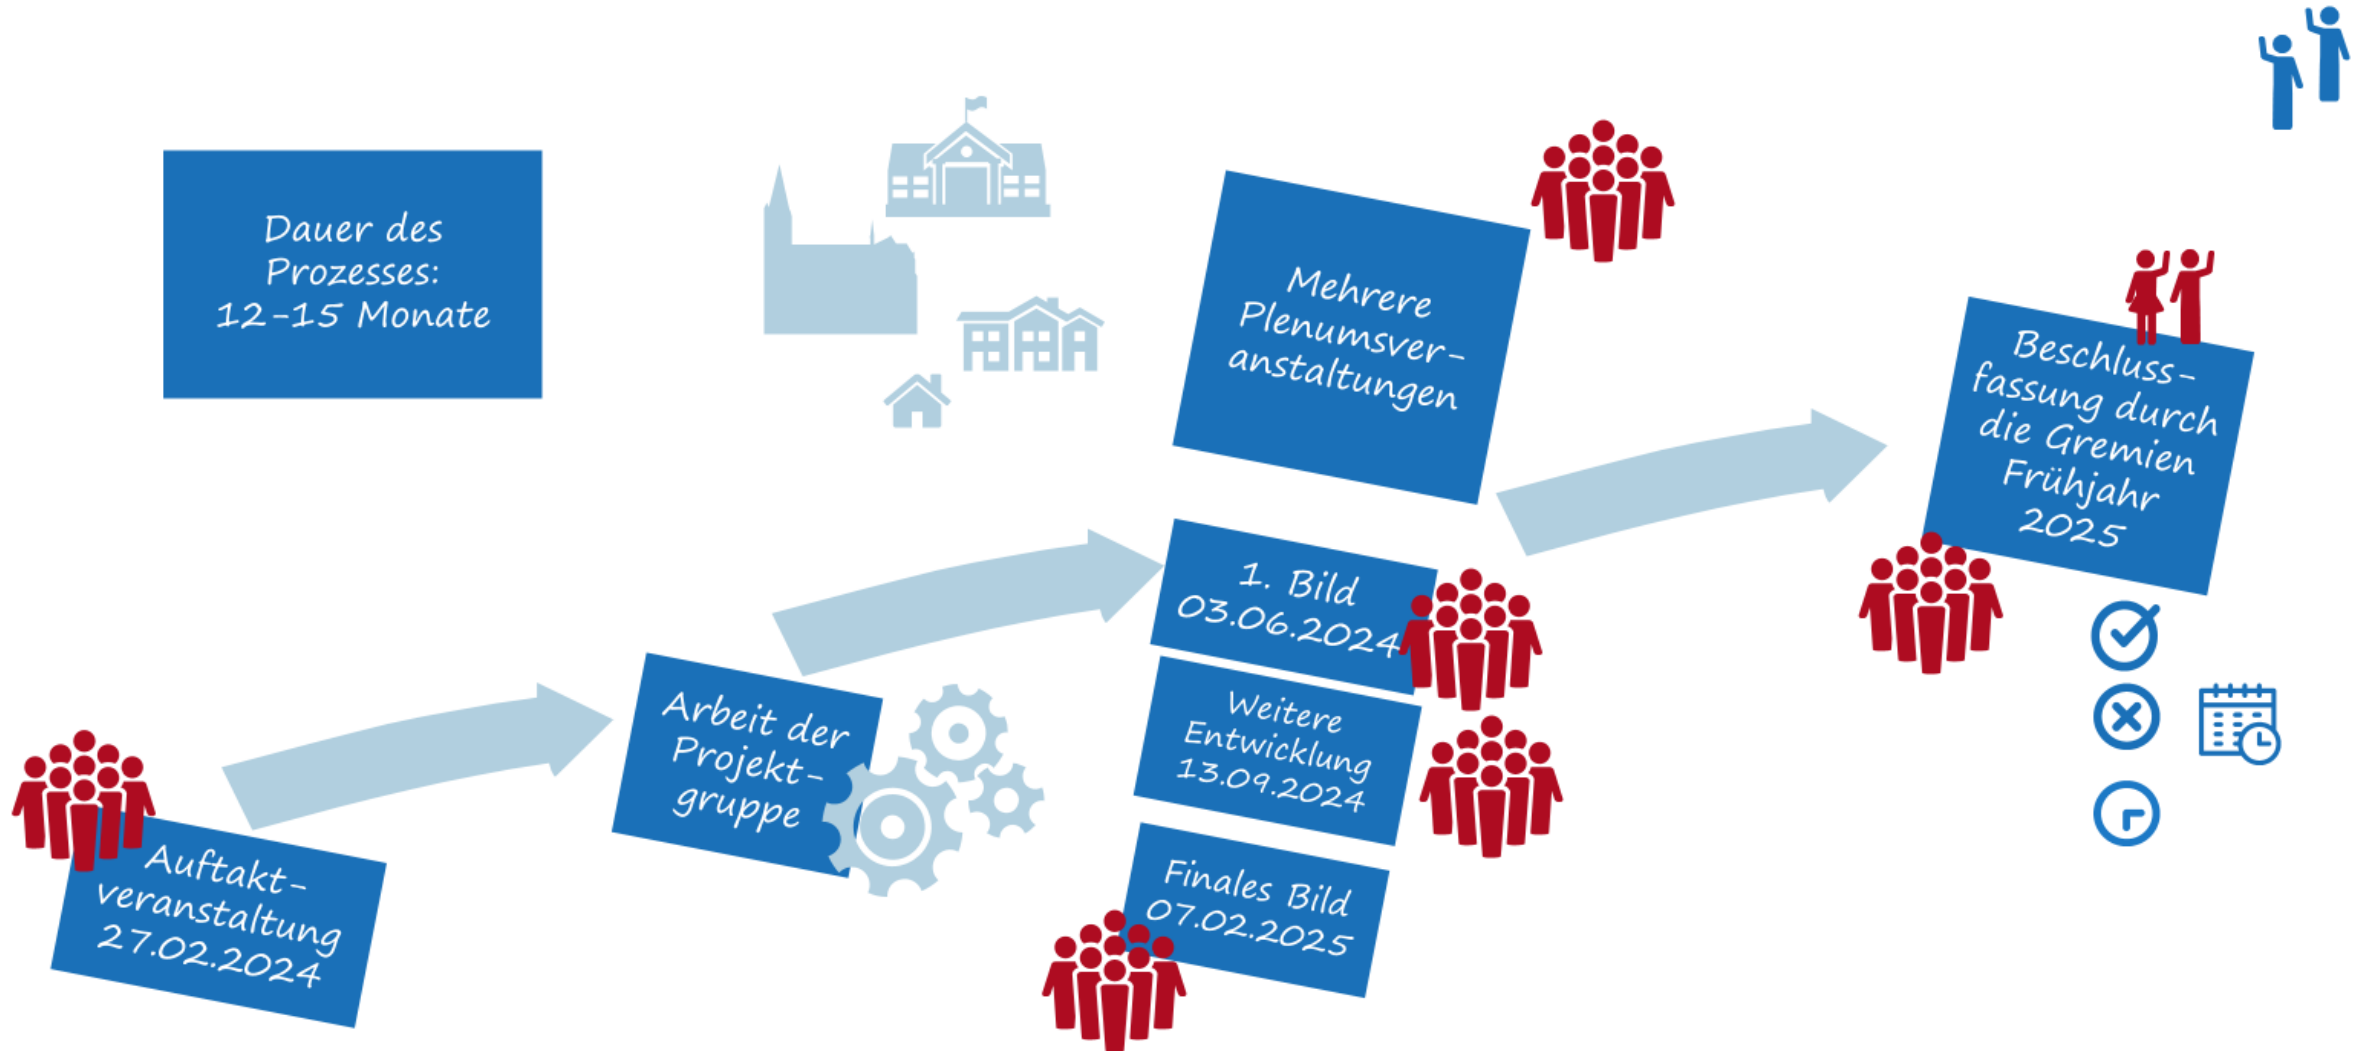 Dauer des
Prozesses:
12-15 Monate
Mehrere
Plenumsver-
anstaltungen
Beschluss-
fassung durch
die Gremien
Frühjahr
2025
1. Bild
03.06.2024
Weitere
Entwicklung
13.09.2024
Finales Bild
07.02.2025
Arbeit der
Projekt-
gruppe
Auftakt-
veranstaltung
27.02.2024